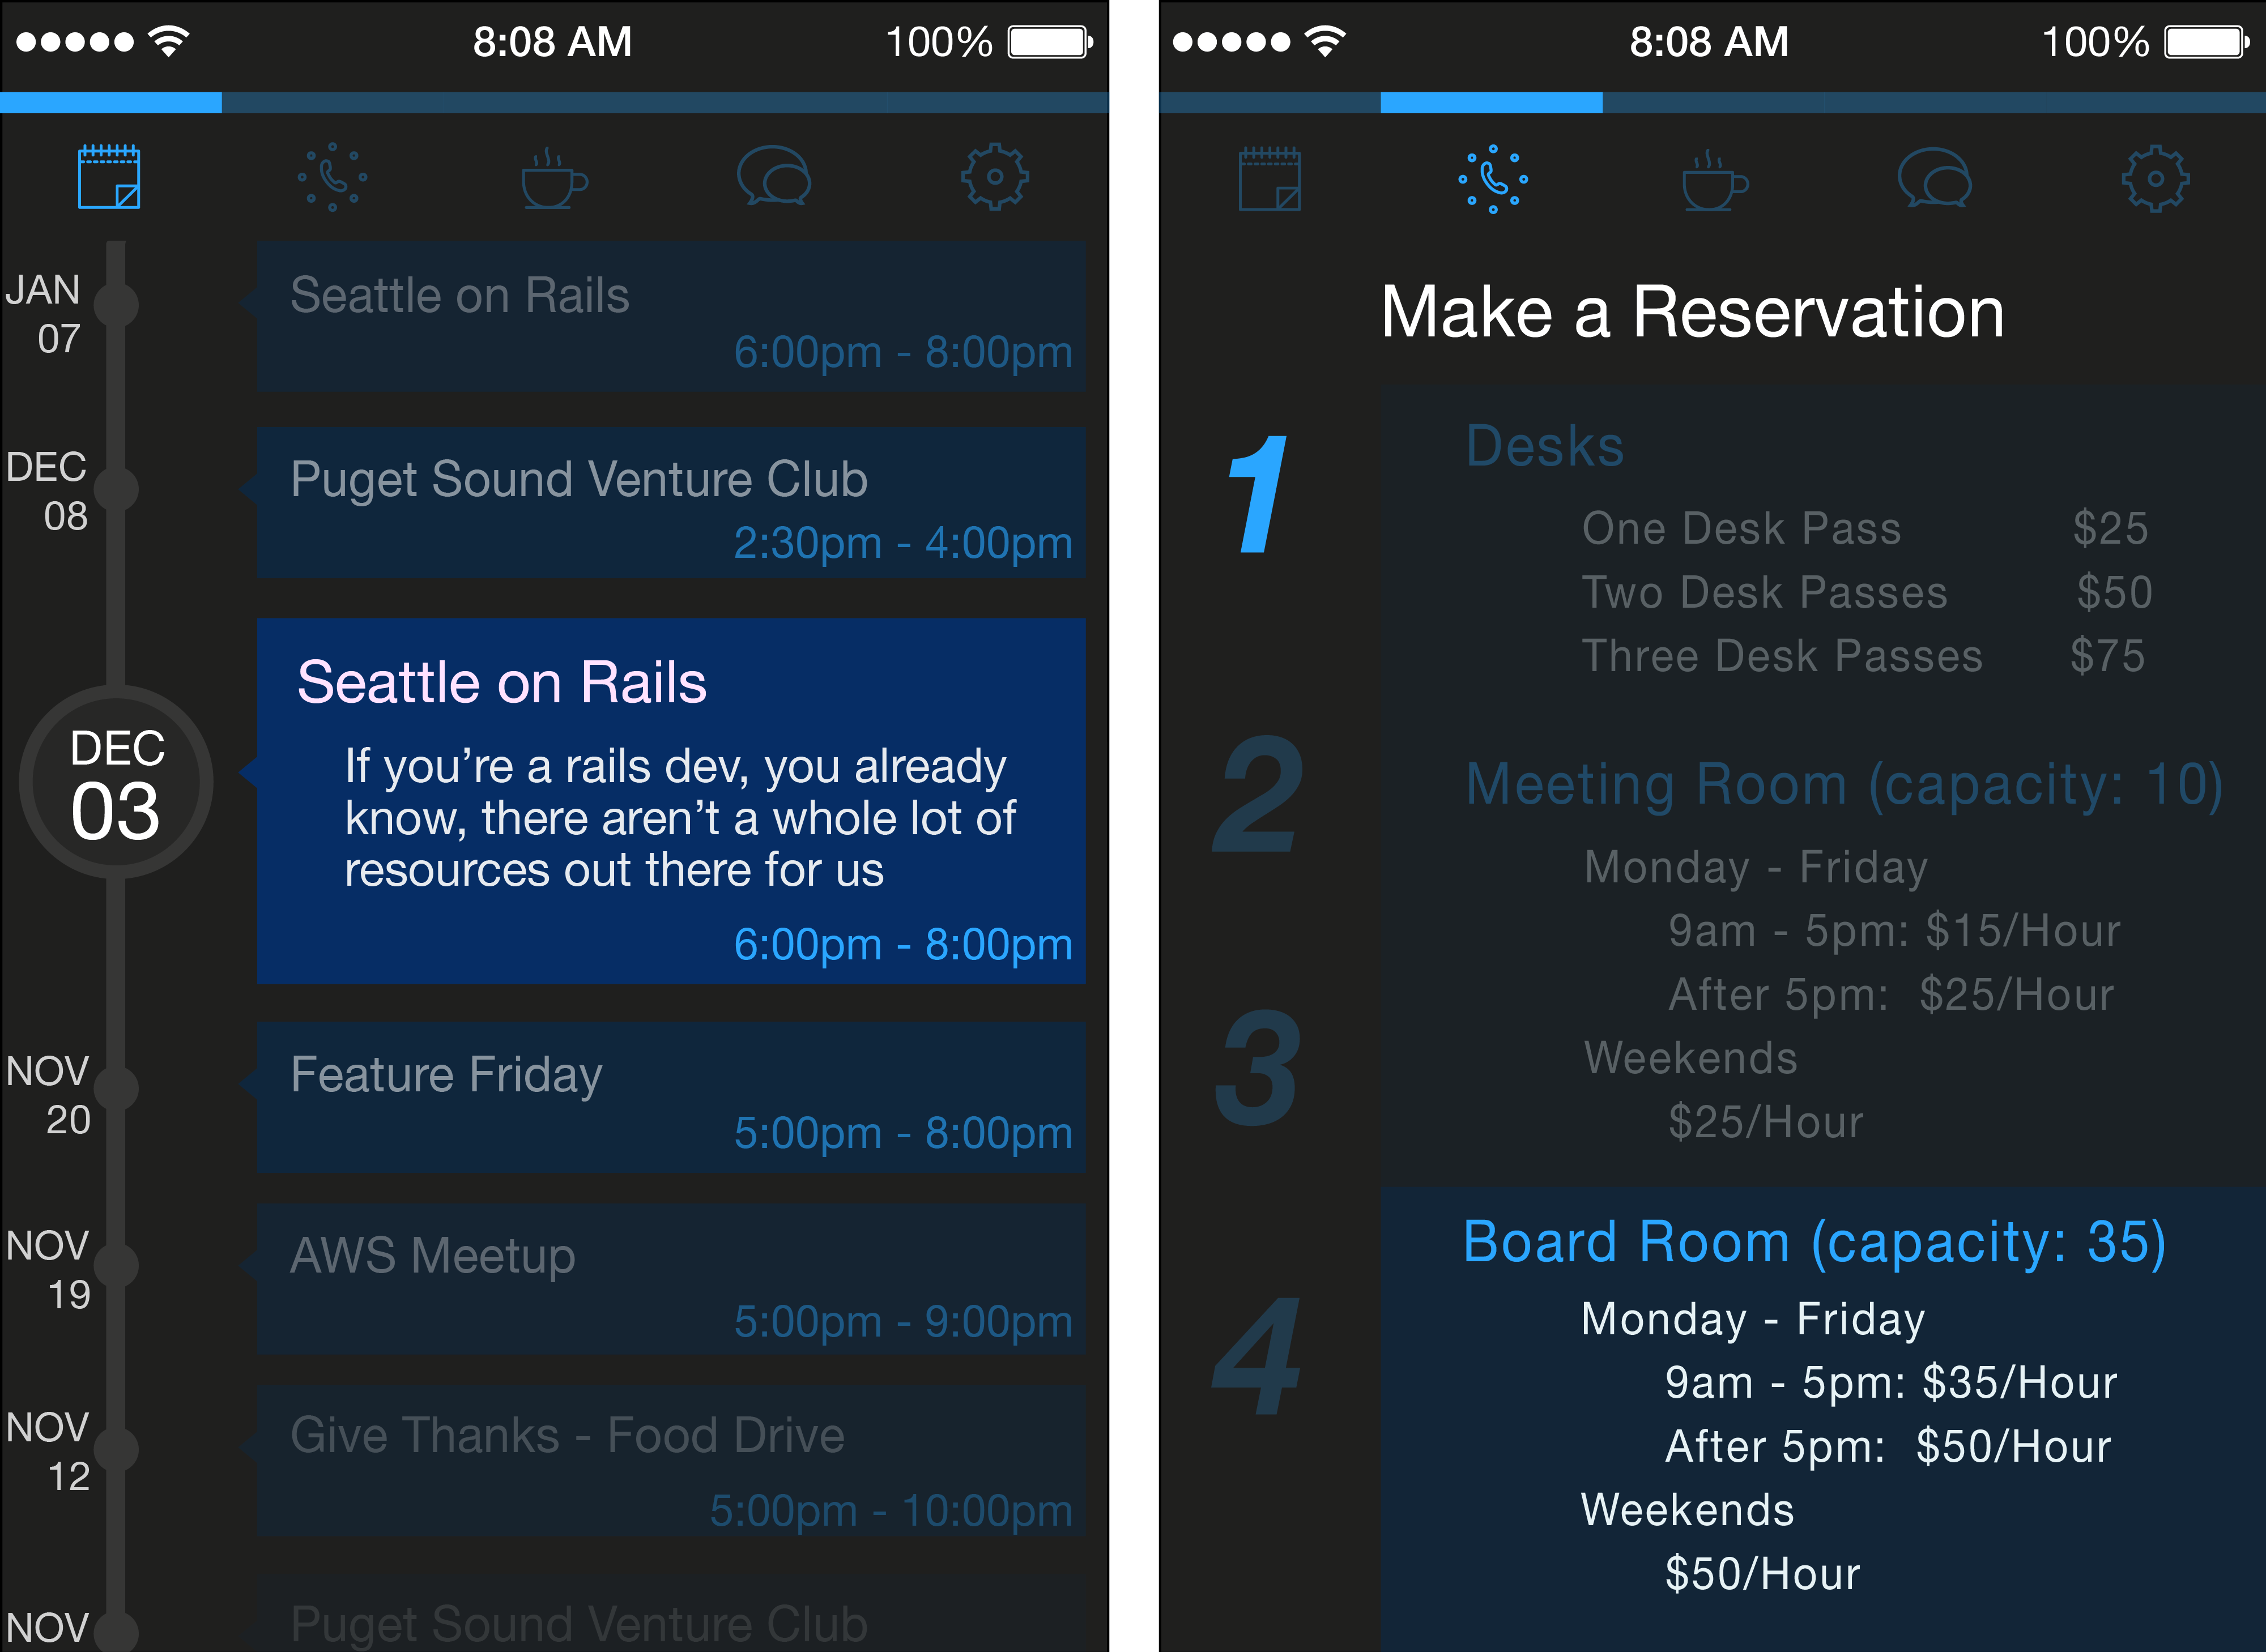 8:08 AM 100%
JAN
07
Seattle on Rails
6:00pm - 8:00pm
DEC
08
Puget Sound Venture Club
2:30pm - 4:00pm
DEC
03
Seattle on Rails
If you’re a rails dev, you already
know, there aren’t a whole lot of
resources out there for us
6:00pm - 8:00pm
NOV
20
Feature Friday
5:00pm - 8:00pm
NOV
19
AWS Meetup
5:00pm - 9:00pm
NOV
12
Give Thanks - Food Drive
5:00pm - 10:00pm
NOV
Puget Sound Venture Club
8:08 AM 100%
Make a Reservation
1
2
3
4
Desks
One Desk Pass $25
Two Desk Passes $50
Three Desk Passes $75
Meeting Room (capacity: 10)
Monday - Friday
9am - 5pm: $15/Hour
After 5pm: $25/Hour
Weekends
$25/Hour
Board Room (capacity: 35)
Monday - Friday
9am - 5pm: $35/Hour
After 5pm: $50/Hour
Weekends
$50/Hour